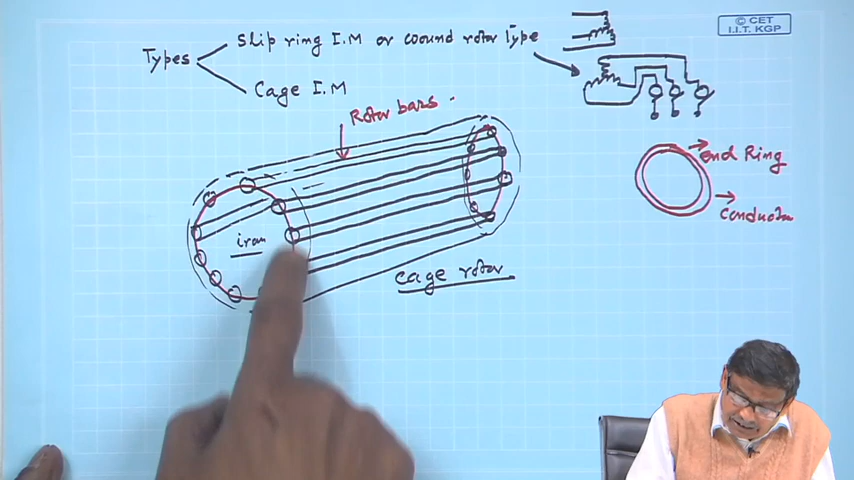 © CET
I.I.T. KGP
Types
Slip ring I.M or wound rotor Type
Cage I.M
Rotor bars
end Ring
conductor
iron
cage rotor